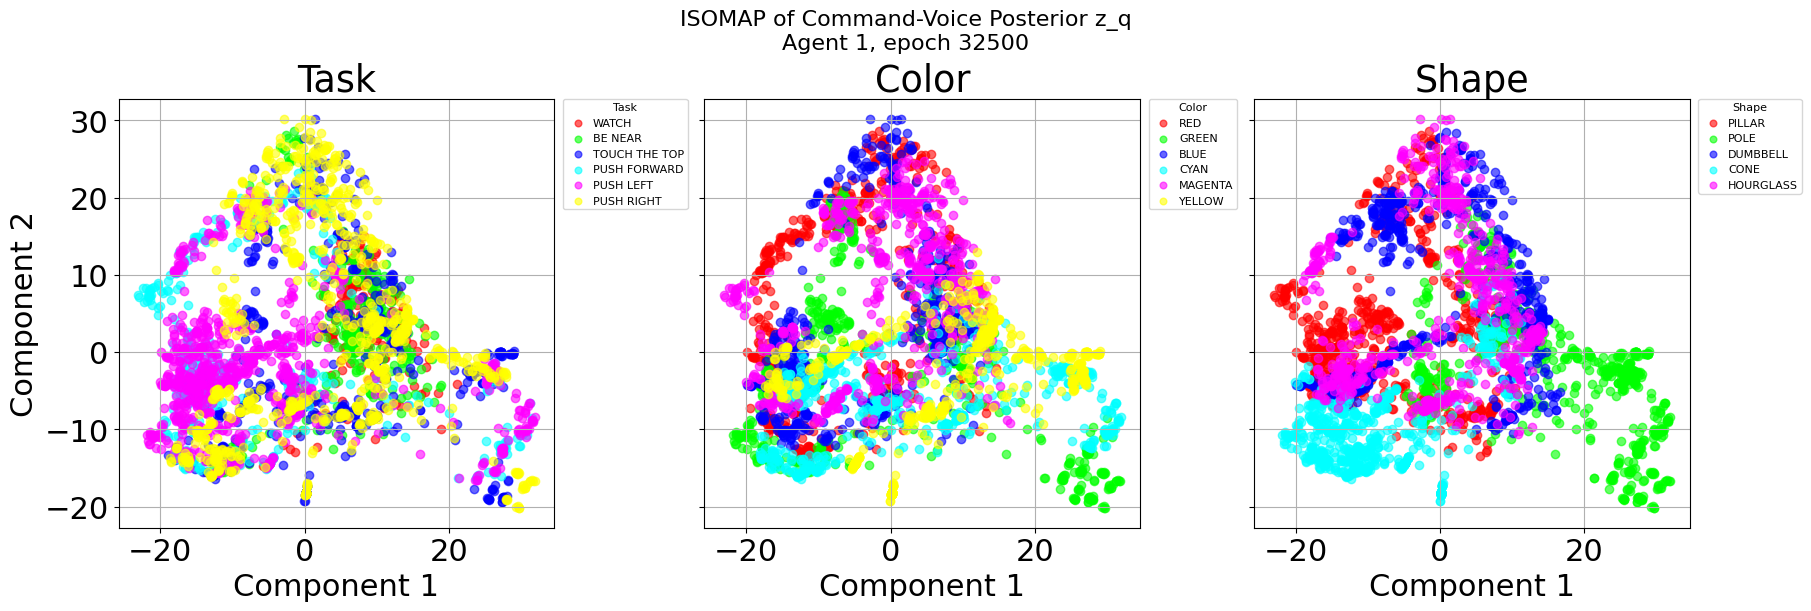 ISOMAP of Command-Voice Posterior z_q
Agent 1, epoch 32500
Task
Color
Shape
Task
WATCH
BE NEAR
TOUCH THE TOP
PUSH FORWARD
PUSH LEFT
PUSH RIGHT
Color
RED
GREEN
BLUE
CYAN
MAGENTA
YELLOW
Shape
PILLAR
POLE
DUMBBELL
CONE
HOURGLASS
Component 2
30
20
10
0
−10
−20
−20 0 20
−20 0 20
−20 0 20
Component 1
Component 1
Component 1